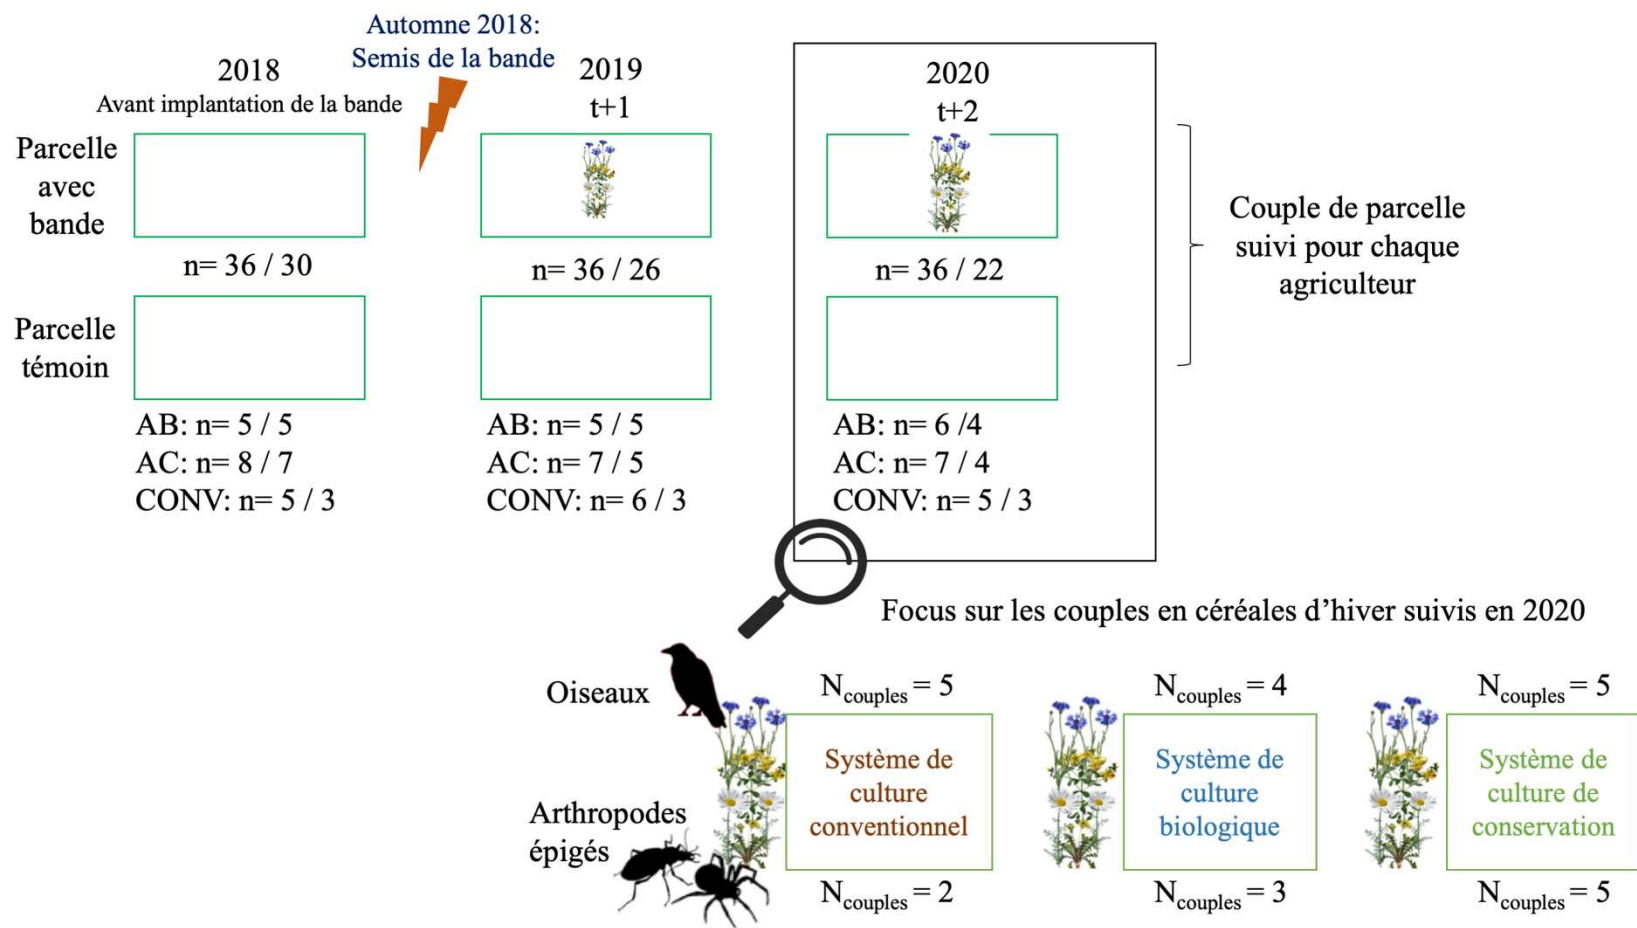 Automne 2018:
Semis de la bande
2018
Avant implantation de la bande
2019
t+1
2020
t+2
Parcelle
avec
bande
n= 36 / 30
n= 36 / 26
n= 36 / 22
Couple de parcelle
suivi pour chaque
agriculteur
Parcelle
témoin
AB: n= 5 / 5
AC: n= 8 / 7
CONV: n= 5 / 3
AB: n= 5 / 5
AC: n= 7 / 5
CONV: n= 6 / 3
AB: n= 6 /4
AC: n= 7 / 4
CONV: n= 5 / 3
Focus sur les couples en céréales d’hiver suivis en 2020
Oiseaux
Arthropodes
épigés
Ncouples = 5
Système de
culture
conventionnel
Ncouples = 2
Ncouples = 4
Système de
culture
biologique
Ncouples = 3
Ncouples = 5
Système de
culture de
conservation
Ncouples = 5